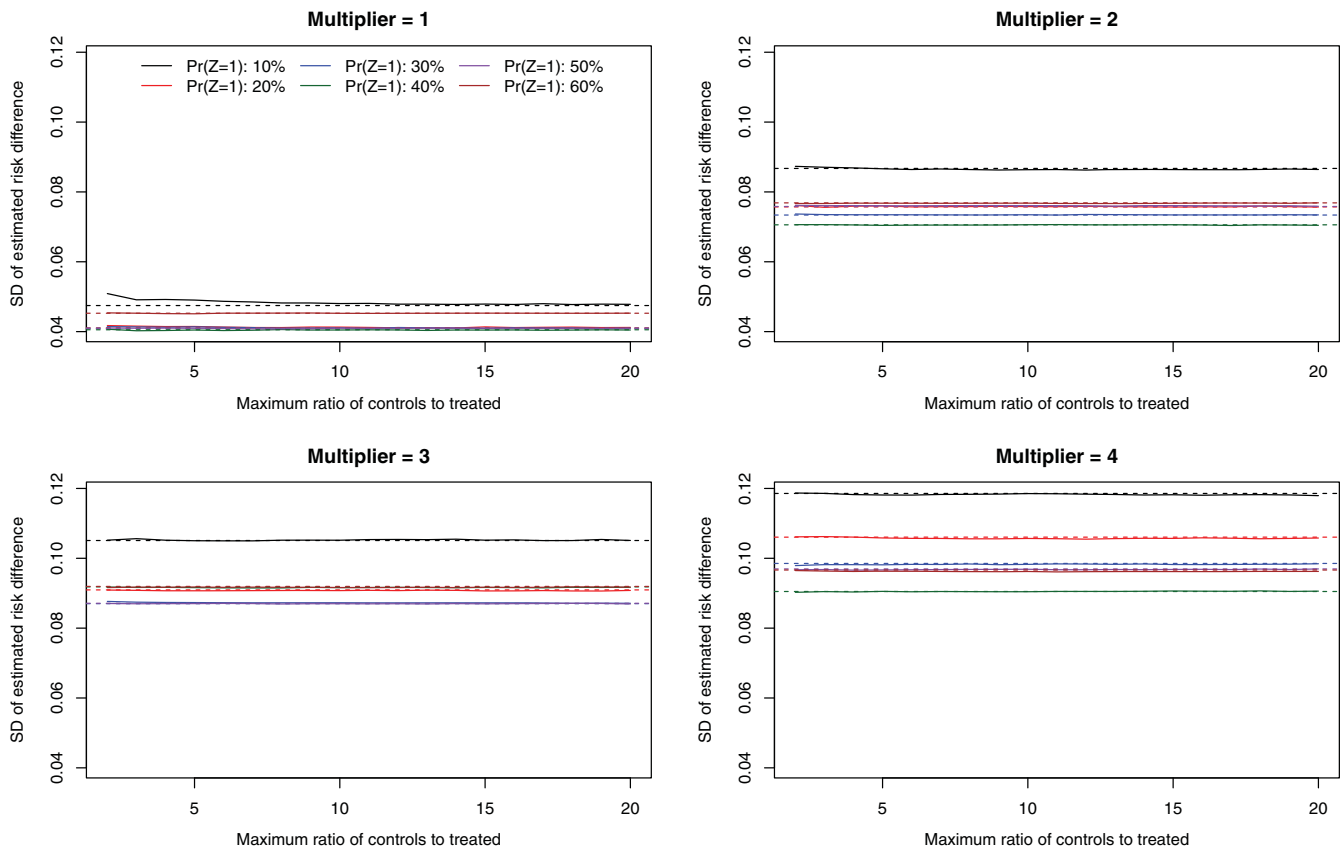 Multiplier = 1
SD of estimated risk difference
0.04 0.06 0.08 0.10 0.12
Pr(Z=1): 10% Pr(Z=1): 30% Pr(Z=1): 50%
Pr(Z=1): 20% Pr(Z=1): 40% Pr(Z=1): 60%
5 10 15 20
Maximum ratio of controls to treated
Multiplier = 2
SD of estimated risk difference
0.04 0.06 0.08 0.10 0.12
5 10 15 20
Maximum ratio of controls to treated
Multiplier = 3
SD of estimated risk difference
0.04 0.06 0.08 0.10 0.12
5 10 15 20
Maximum ratio of controls to treated
Multiplier = 4
SD of estimated risk difference
0.04 0.06 0.08 0.10 0.12
5 10 15 20
Maximum ratio of controls to treated